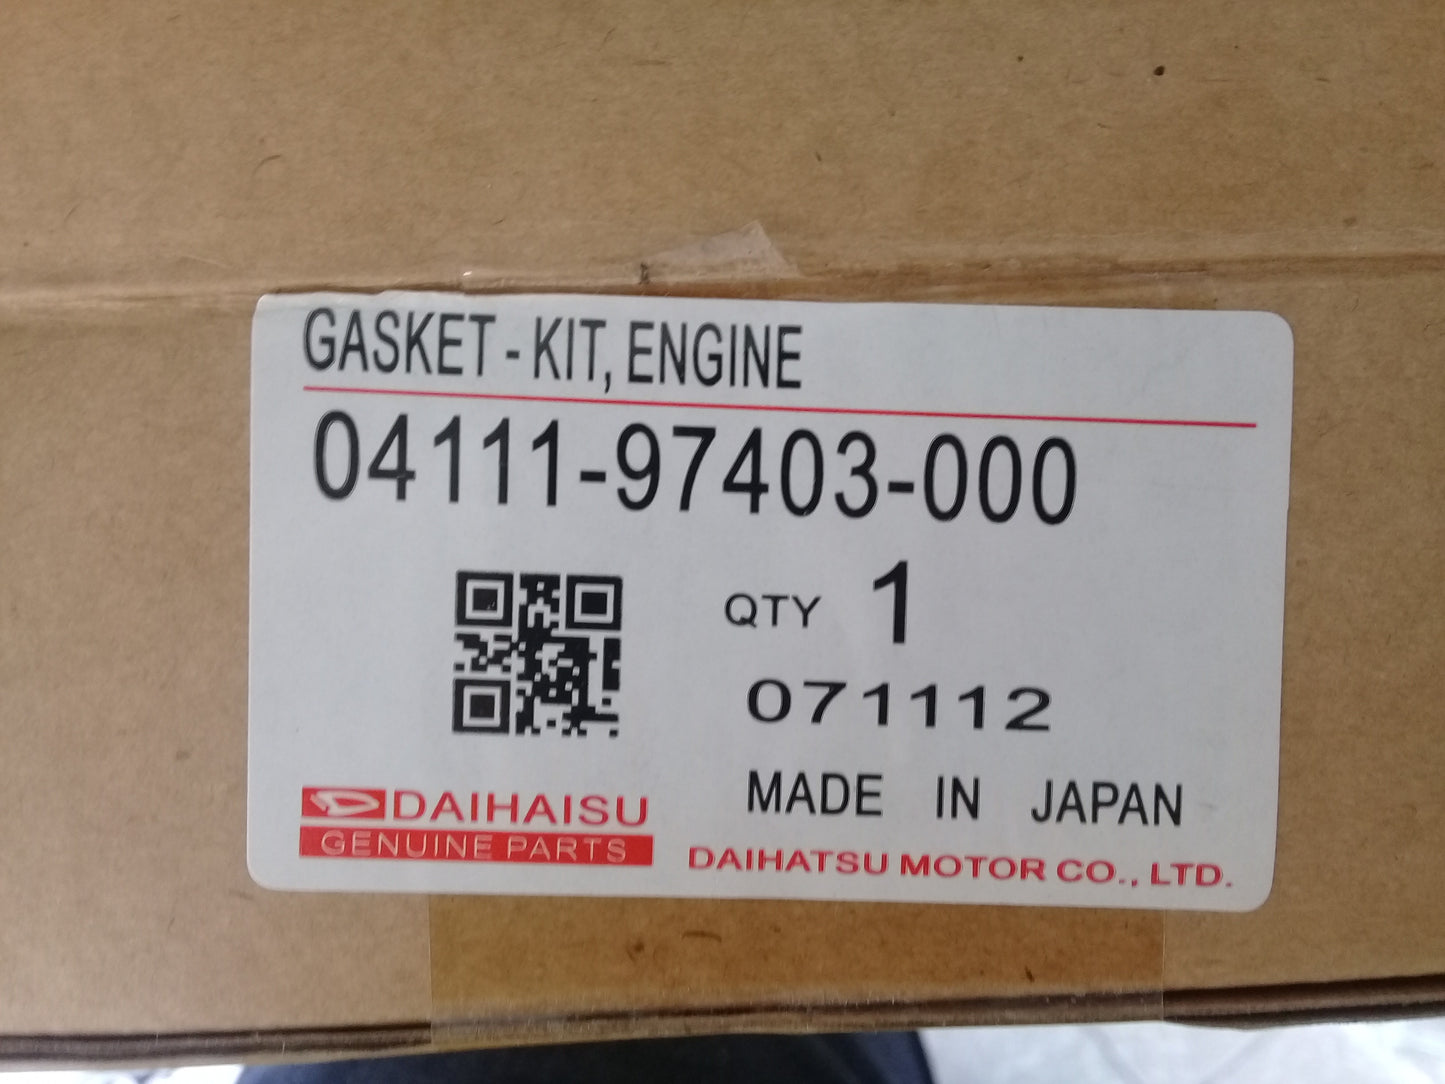 GASKET - KIT, ENGINE
04111-97403-000
QTY 1
071112
MADE IN JAPAN
DAIHAISU
GENUINE PARTS
DAIHATSU MOTOR CO., LTD.